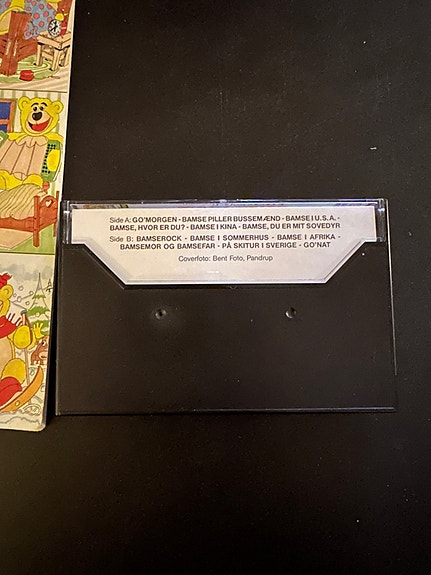 Side A: GO'MORGEN - BAMSE PILLER BUSSEMÆND - BAMSE I U.S.A. -
BAMSE, HVOR ER DU? - BAMSE I KINA - BAMSE, DU ER MIT SOVEDYR
Side B: BAMSEROCK - BAMSE I SOMMERHUS - BAMSE I AFRIKA -
BAMSEMOR OG BAMSEFAR - PÅ SKITUR I SVERIGE - GO'NAT
Coverfoto: Bent Foto, Pandrup